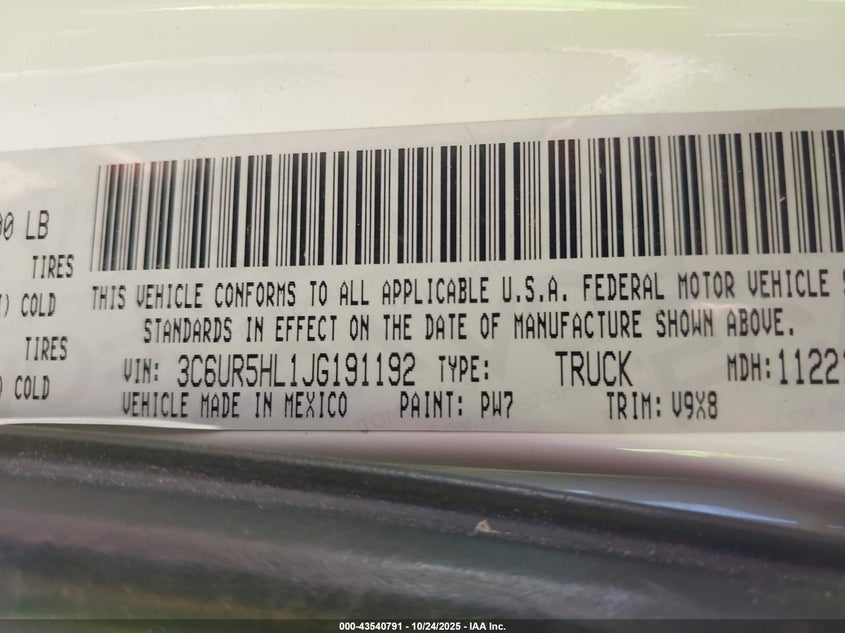 00 LB
TIRES
) COLD
TIRES
) COLD
THIS VEHICLE CONFORMS TO ALL APPLICABLE U.S.A. FEDERAL MOTOR VEHICLE
STANDARDS IN EFFECT ON THE DATE OF MANUFACTURE SHOWN ABOVE.
VIN: 3C6UR5HL1JG191192 TYPE: TRUCK MDH: 11221
VEHICLE MADE IN MEXICO PAINT: PW7 TRIM: V9X8
000-43540791 - 10/24/2025 - IAA Inc.